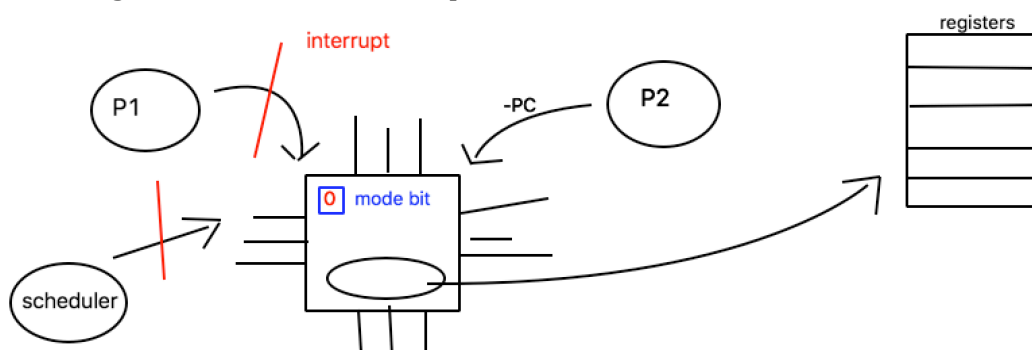 registers
interrupt
P1
-PC
P2
0 mode bit
scheduler